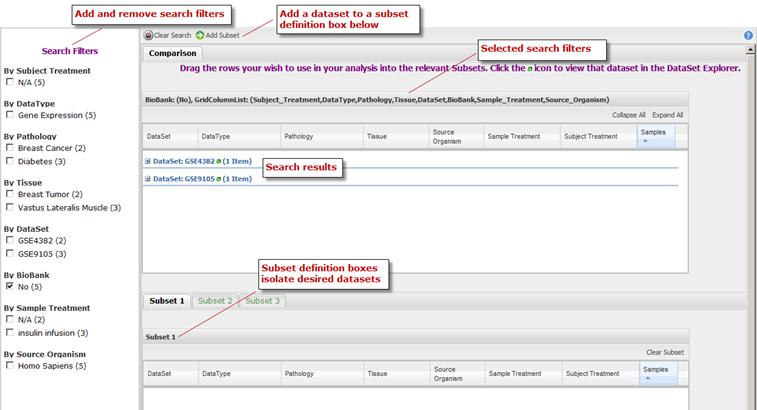 Add and remove search filters
Add a dataset to a subset
definition box below
Clear Search
Add Subset
Search Filters
By Subject Treatment
N/A (5)
By DataType
Gene Expression (5)
By Pathology
Breast Cancer (2)
Diabetes (3)
By Tissue
Breast Tumor (2)
Vastus Lateralis Muscle (3)
By DataSet
GSE4382 (2)
GSE9105 (3)
By BioBank
No (5)
By Sample Treatment
N/A (2)
insulin infusion (3)
By Source Organism
Homo Sapiens (5)
Comparison
Selected search filters
Drag the rows your wish to use in your analysis into the relevant Subsets. Click the icon to view that dataset in the DataSet Explorer.
BioBank: (No), GridColumnList: (Subject_Treatment,DataType,Pathology,Tissue,DataSet,BioBank,Sample_Treatment,Source_Organism)
Collapse All Expand All
DataSet DataType Pathology Tissue Source Organism Sample Treatment Subject Treatment Samples
DataSet: GSE4382 (1 Item)
Search results
DataSet: GSE9105 (1 Item)
Subset definition boxes
isolate desired datasets
Subset 1 Subset 2 Subset 3
Subset 1
Clear Subset
DataSet DataType Pathology Tissue Source Organism Sample Treatment Subject Treatment Samples